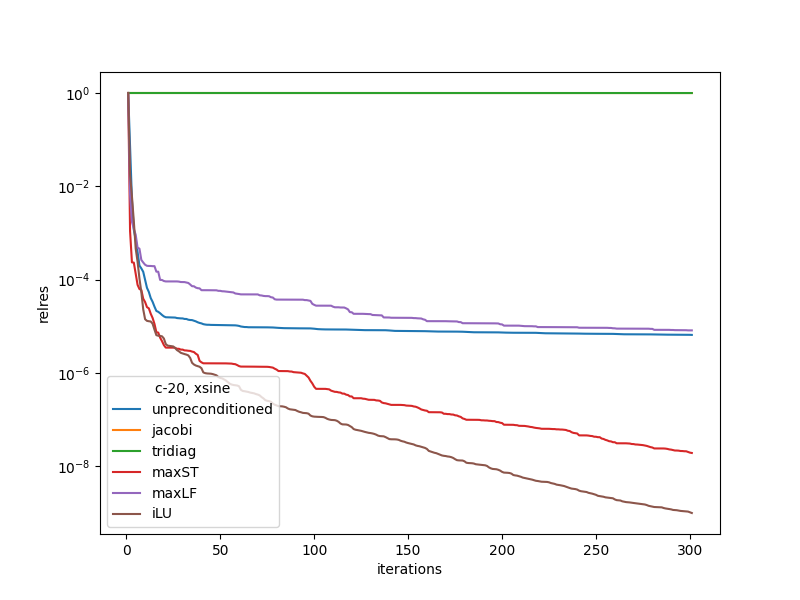 10^0
10^−2
10^−4
10^−6
10^−8
relres
c-20, xsine
unpreconditioned
jacobi
tridiag
maxST
maxLF
iLU
0 50 100 150 200 250 300
iterations